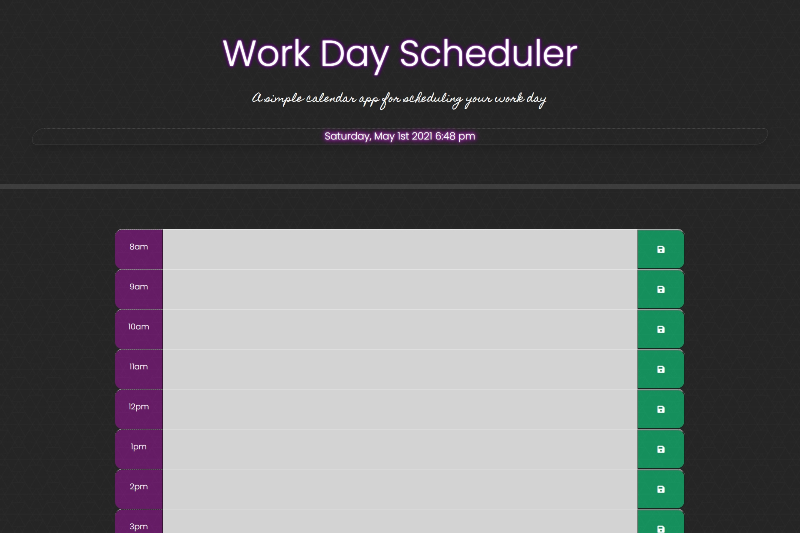 Work Day Scheduler
A simple calendar app for scheduling your work day
Saturday, May 1st 2021 6:48 pm
8am
9am
10am
11am
12pm
1pm
2pm
3pm